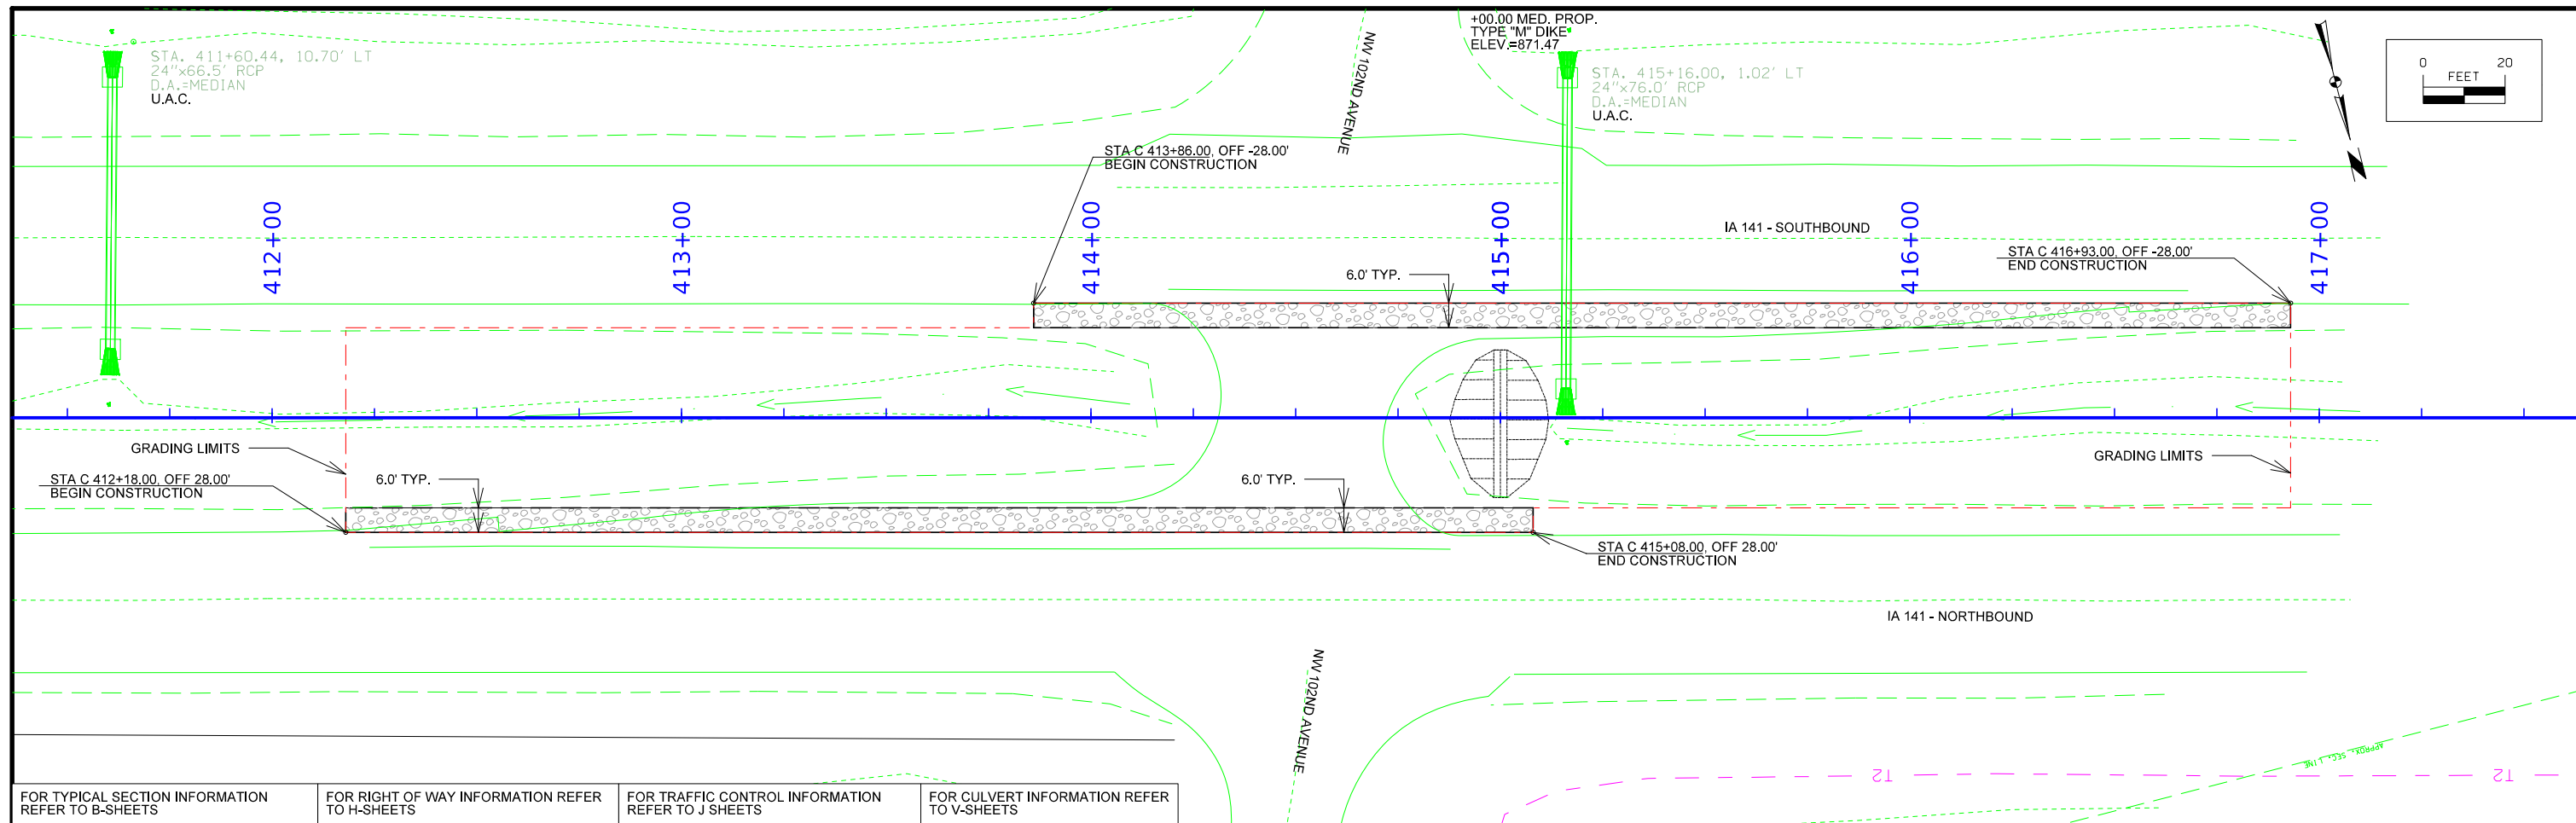 +00.00 MED. PROP.
TYPE "M" DIKE
ELEV.=871.47
STA. 411+60.44, 10.70' LT
24"x66.5' RCP
D.A.=MEDIAN
U.A.C.
NW 102ND AVENUE
STA. 415+16.00, 1.02' LT
24"x76.0' RCP
D.A.=MEDIAN
U.A.C.
0 20
FEET
STA C 413+86.00, OFF -28.00'
BEGIN CONSTRUCTION
412+00
413+00
414+00
415+00
416+00
417+00
IA 141 - SOUTHBOUND
STA C 416+93.00, OFF -28.00'
END CONSTRUCTION
6.0' TYP.
GRADING LIMITS
STA C 412+18.00, OFF 28.00'
BEGIN CONSTRUCTION
6.0' TYP.
6.0' TYP.
GRADING LIMITS
STA C 415+08.00, OFF 28.00'
END CONSTRUCTION
IA 141 - NORTHBOUND
NW 102ND AVENUE
APPROX. SEC. LINE
T2
T2
FOR TYPICAL SECTION INFORMATION
REFER TO B-SHEETS
FOR RIGHT OF WAY INFORMATION REFER
TO H-SHEETS
FOR TRAFFIC CONTROL INFORMATION
REFER TO J SHEETS
FOR CULVERT INFORMATION REFER
TO V-SHEETS